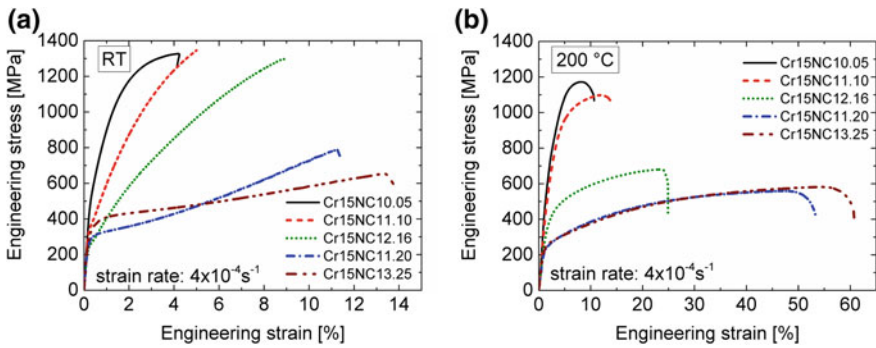 (a)
Engineering stress [MPa]
1400
1200
1000
800
600
400
200
0
RT
Cr15NC10.05
Cr15NC11.10
Cr15NC12.16
Cr15NC11.20
Cr15NC13.25
strain rate: 4x10⁻⁴s⁻¹
0 2 4 6 8 10 12 14
Engineering strain [%]
(b)
Engineering stress [MPa]
1400
1200
1000
800
600
400
200
0
200 °C
Cr15NC10.05
Cr15NC11.10
Cr15NC12.16
Cr15NC11.20
Cr15NC13.25
strain rate: 4x10⁻⁴s⁻¹
0 10 20 30 40 50 60
Engineering strain [%]